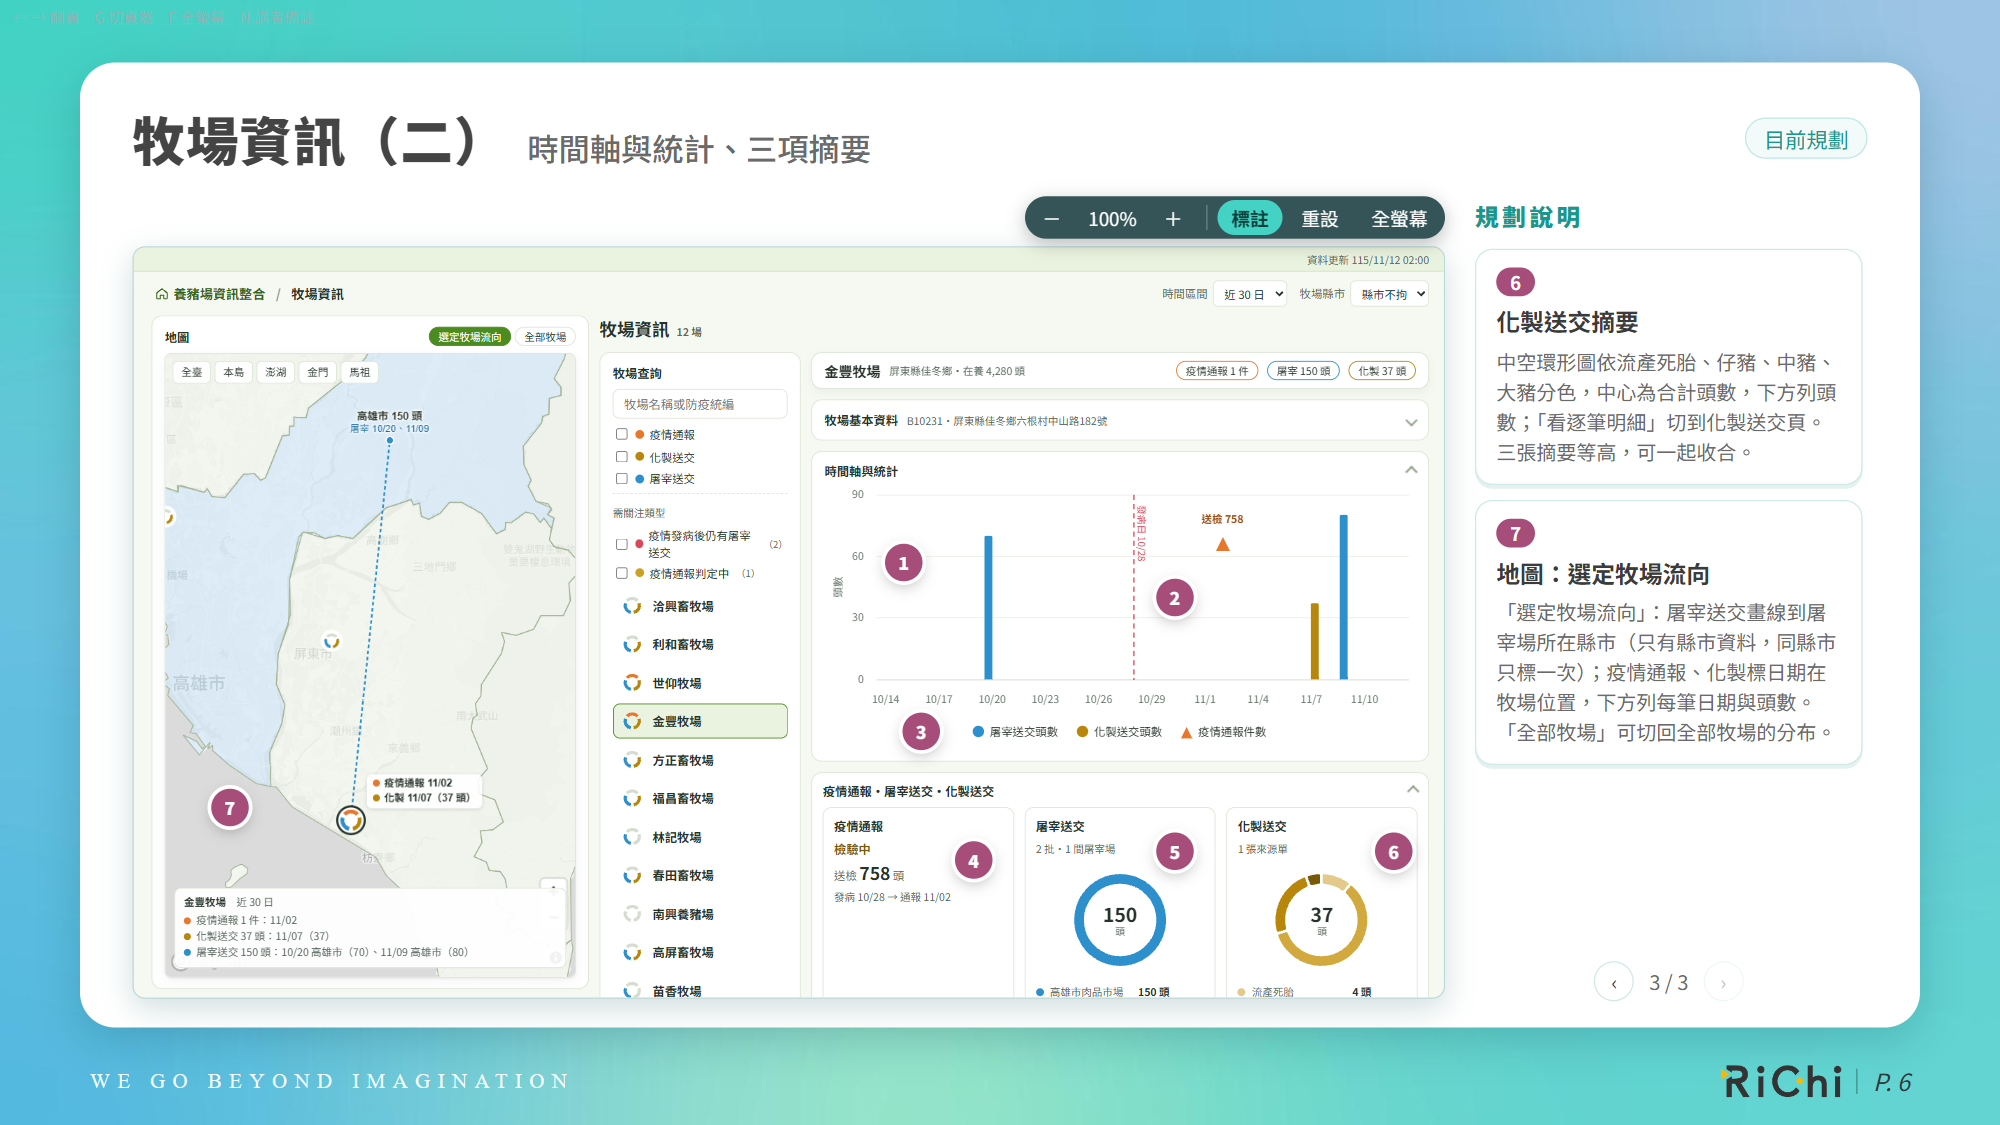 牧場資訊（二） 時間軸與統計、三項摘要
目前規劃
− 100% + 標註 重設 全螢幕
資料更新 115/11/12 02:00
養豬場資訊整合 / 牧場資訊
時間區間 近 30 日 牧場縣市 縣市不拘
地圖 選定牧場流向 全部牧場
全臺 本島 澎湖 金門 馬祖
高雄市 150 頭
屠宰 10/20、11/09
三地門鄉
屏東市
高雄市
來義鄉
疫情通報 11/02
化製 11/07（37 頭）
7
金豐牧場 近 30 日
疫情通報 1 件：11/02
化製送交 37 頭：11/07（37）
屠宰送交 150 頭：10/20 高雄市（70）、11/09 高雄市（80）
牧場資訊 12 場
牧場查詢
牧場名稱或防疫統編
疫情通報
化製送交
屠宰送交
需關注類型
疫情發病後仍有屠宰
送交 （2）
疫情通報判定中 （1）
洽興畜牧場
利和畜牧場
世仰牧場
金豐牧場
方正畜牧場
福昌畜牧場
林記牧場
春田畜牧場
南興養豬場
高屏畜牧場
苗香牧場
金豐牧場 屏東縣佳冬鄉・在養 4,280 頭
疫情通報 1 件 屠宰 150 頭 化製 37 頭
牧場基本資料 B10231・屏東縣佳冬鄉六根村中山路182號
時間軸與統計
90
60
30
0
頭數
1
發病日 10/28
送檢 758
2
10/14 10/17 10/20 10/23 10/26 10/29 11/1 11/4 11/7 11/10
3
屠宰送交頭數 化製送交頭數 疫情通報件數
疫情通報・屠宰送交・化製送交
疫情通報
檢驗中
送檢 758 頭
發病 10/28 → 通報 11/02
4
屠宰送交
2 批・1 間屠宰場
5
150
頭
高雄市肉品市場 150 頭
化製送交
1 張來源單
6
37
頭
流產死胎 4 頭
規劃說明
6
化製送交摘要
中空環形圖依流產死胎、仔豬、中豬、
大豬分色，中心為合計頭數，下方列頭
數；「看逐筆明細」切到化製送交頁。
三張摘要等高，可一起收合。
7
地圖：選定牧場流向
「選定牧場流向」：屠宰送交畫線到屠
宰場所在縣市（只有縣市資料，同縣市
只標一次）；疫情通報、化製標日期在
牧場位置，下方列每筆日期與頭數。
「全部牧場」可切回全部牧場的分布。
‹ 3 / 3 ›
WE GO BEYOND IMAGINATION
RiChi P. 6